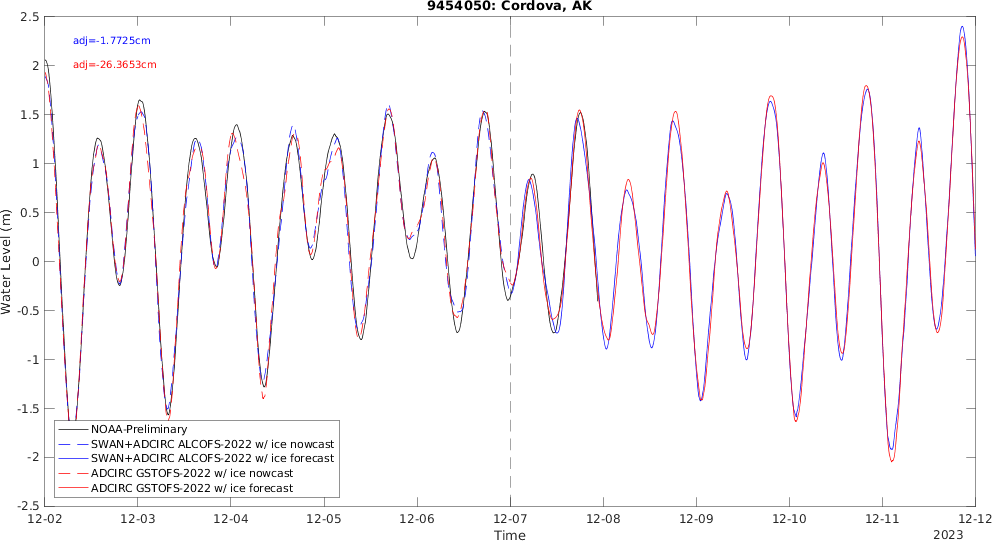 9454050: Cordova, AK
2.5
adj=-1.7725cm
2
adj=-26.3653cm
1.5
1
0.5
0
-0.5
-1
-1.5
-2
-2.5
Water Level (m)
NOAA-Preliminary
SWAN+ADCIRC ALCOFS-2022 w/ ice nowcast
SWAN+ADCIRC ALCOFS-2022 w/ ice forecast
ADCIRC GSTOFS-2022 w/ ice nowcast
ADCIRC GSTOFS-2022 w/ ice forecast
12-02 12-03 12-04 12-05 12-06 12-07 12-08 12-09 12-10 12-11 12-12
Time
2023